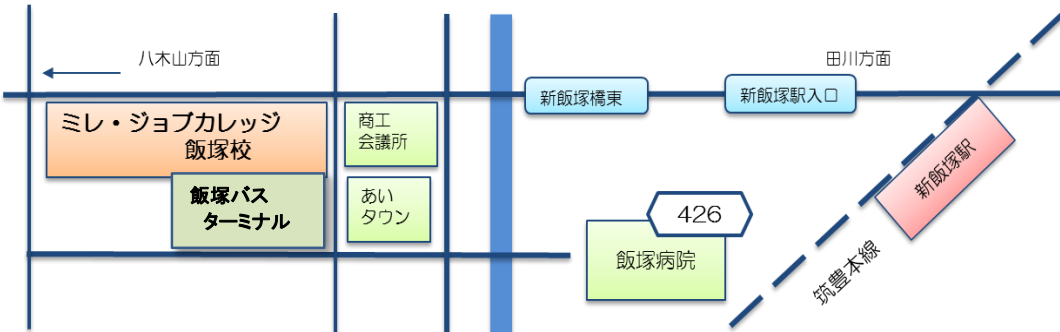 八木山方面
田川方面
新飯塚橋東
新飯塚駅入口
ミレ・ジョブカレッジ
飯塚校
商工
会議所
新飯塚駅
飯塚バス
ターミナル
あい
タウン
426
飯塚病院
筑豊本線